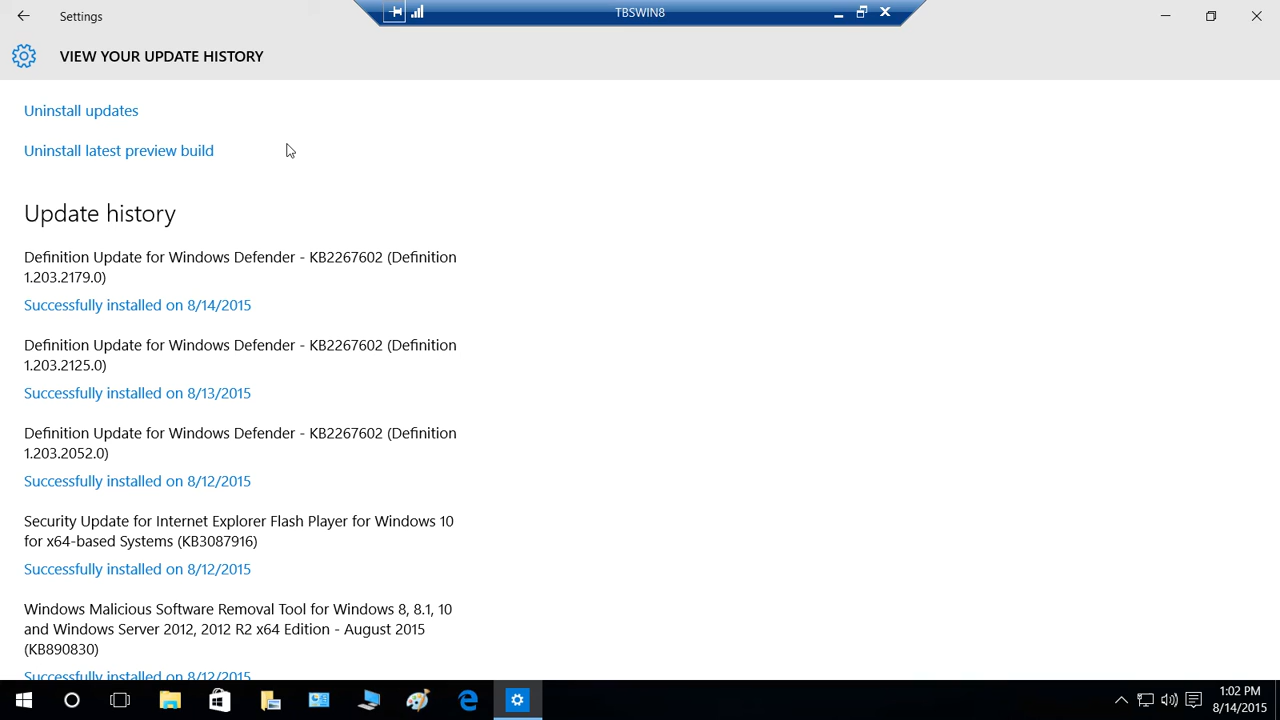 Settings
TBSWIN8
VIEW YOUR UPDATE HISTORY
Uninstall updates
Uninstall latest preview build
Update history
Definition Update for Windows Defender - KB2267602 (Definition
1.203.2179.0)
Successfully installed on 8/14/2015
Definition Update for Windows Defender - KB2267602 (Definition
1.203.2125.0)
Successfully installed on 8/13/2015
Definition Update for Windows Defender - KB2267602 (Definition
1.203.2052.0)
Successfully installed on 8/12/2015
Security Update for Internet Explorer Flash Player for Windows 10
for x64-based Systems (KB3087916)
Successfully installed on 8/12/2015
Windows Malicious Software Removal Tool for Windows 8, 8.1, 10
and Windows Server 2012, 2012 R2 x64 Edition - August 2015
(KB890830)
Successfully installed on 8/12/2015
1:02 PM
8/14/2015